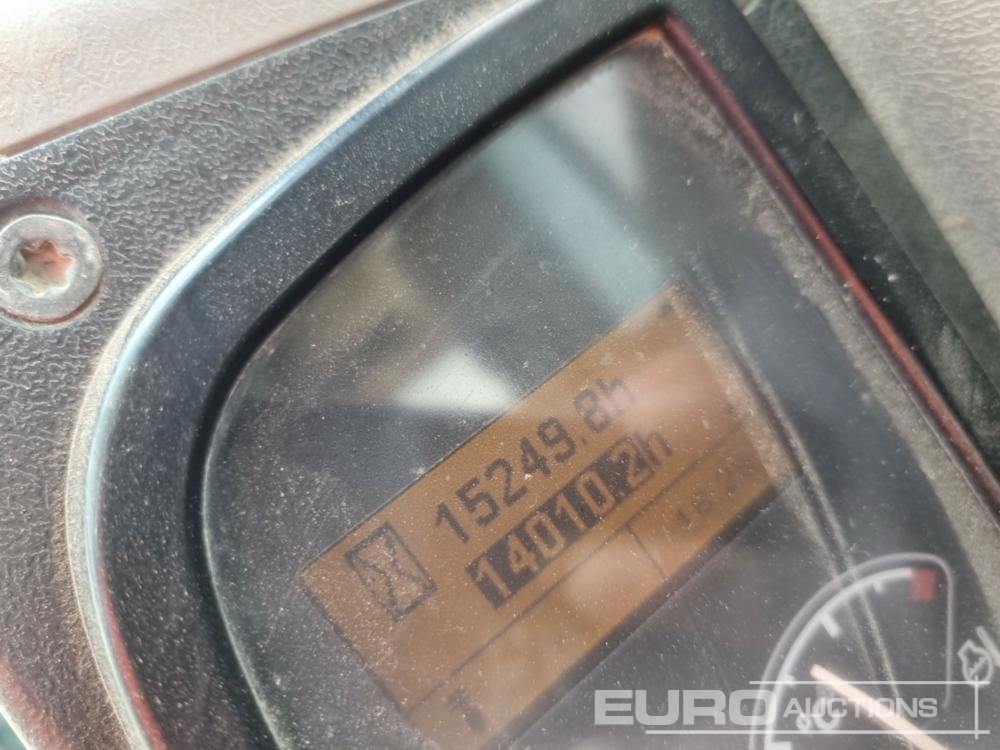 15249.8h
14010.2h
°C
EURO AUCTIONS